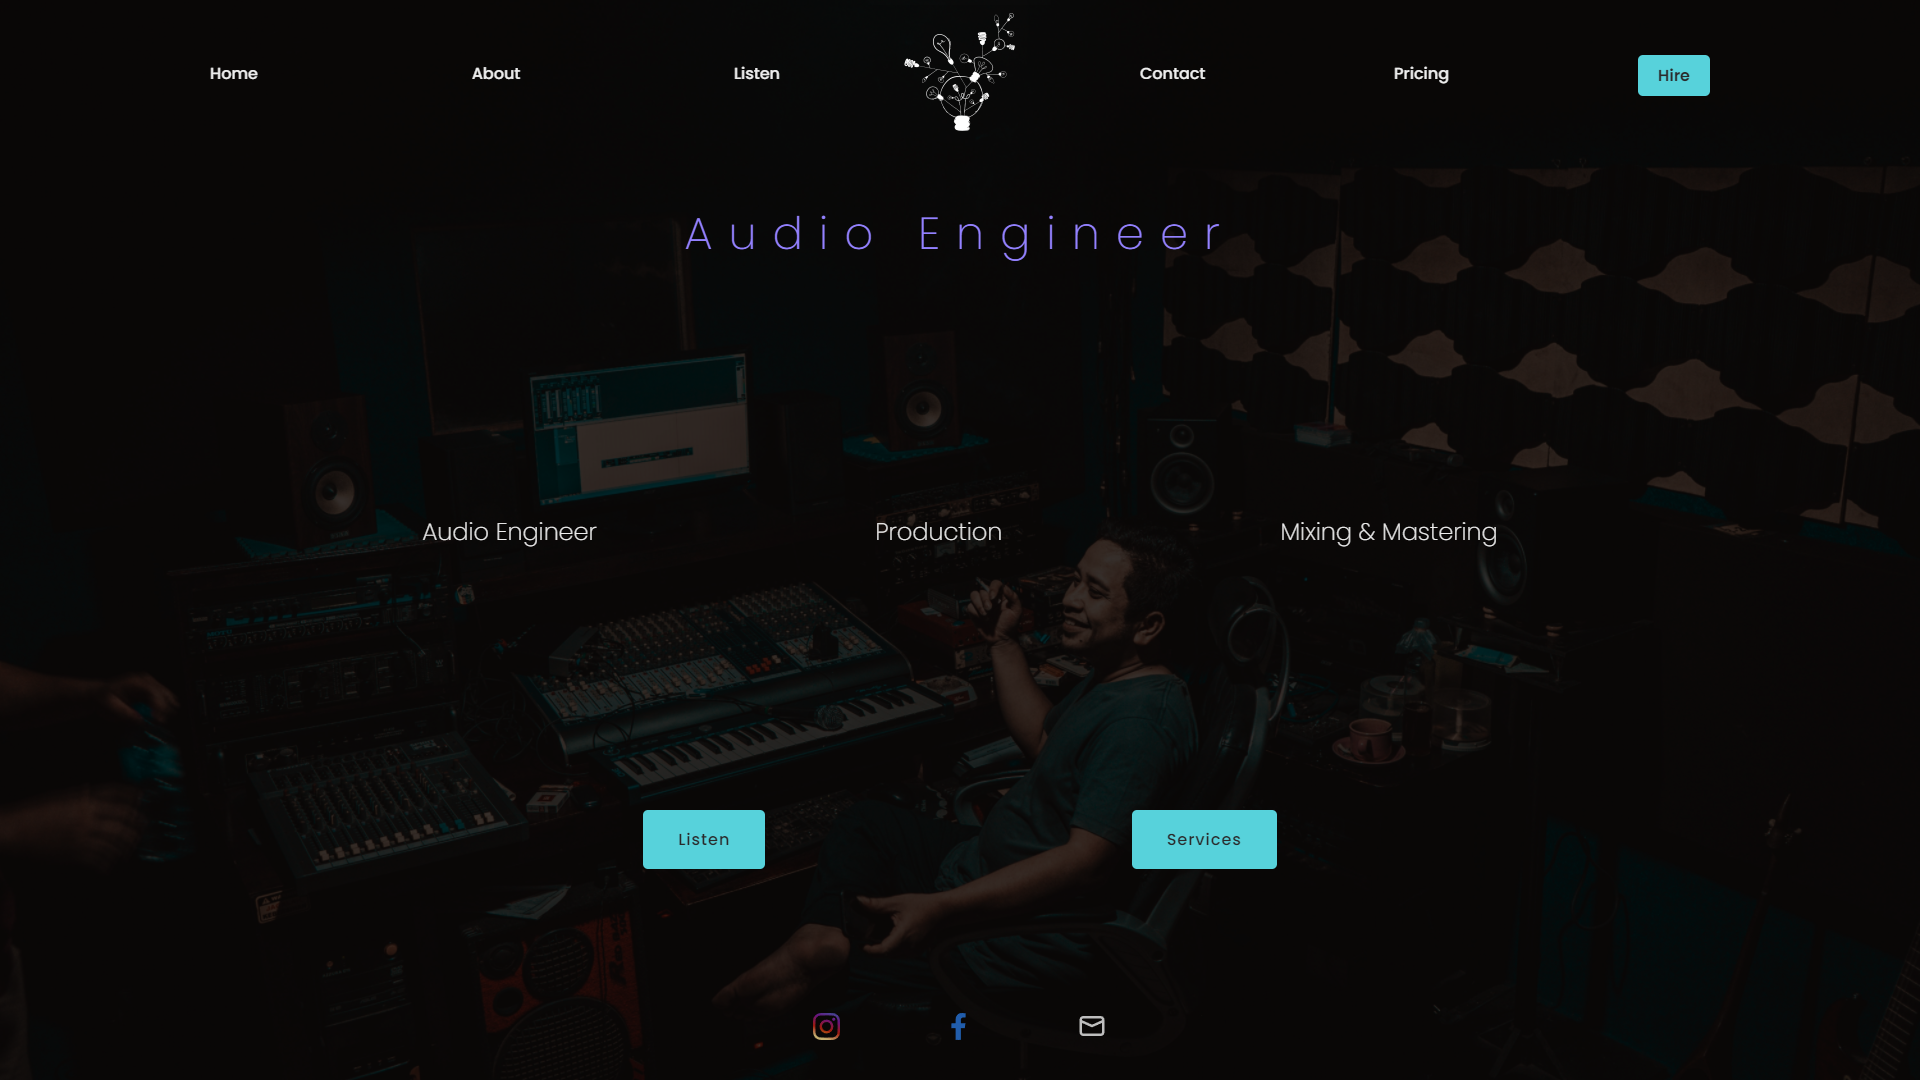 Home
About
Listen
Contact
Pricing
Hire
Audio Engineer
Audio Engineer
Production
Mixing & Mastering
Listen
Services